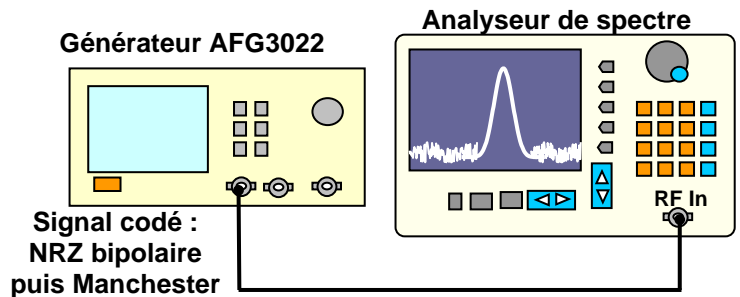 Analyseur de spectre
Générateur AFG3022
RF In
Signal codé :
NRZ bipolaire
puis Manchester